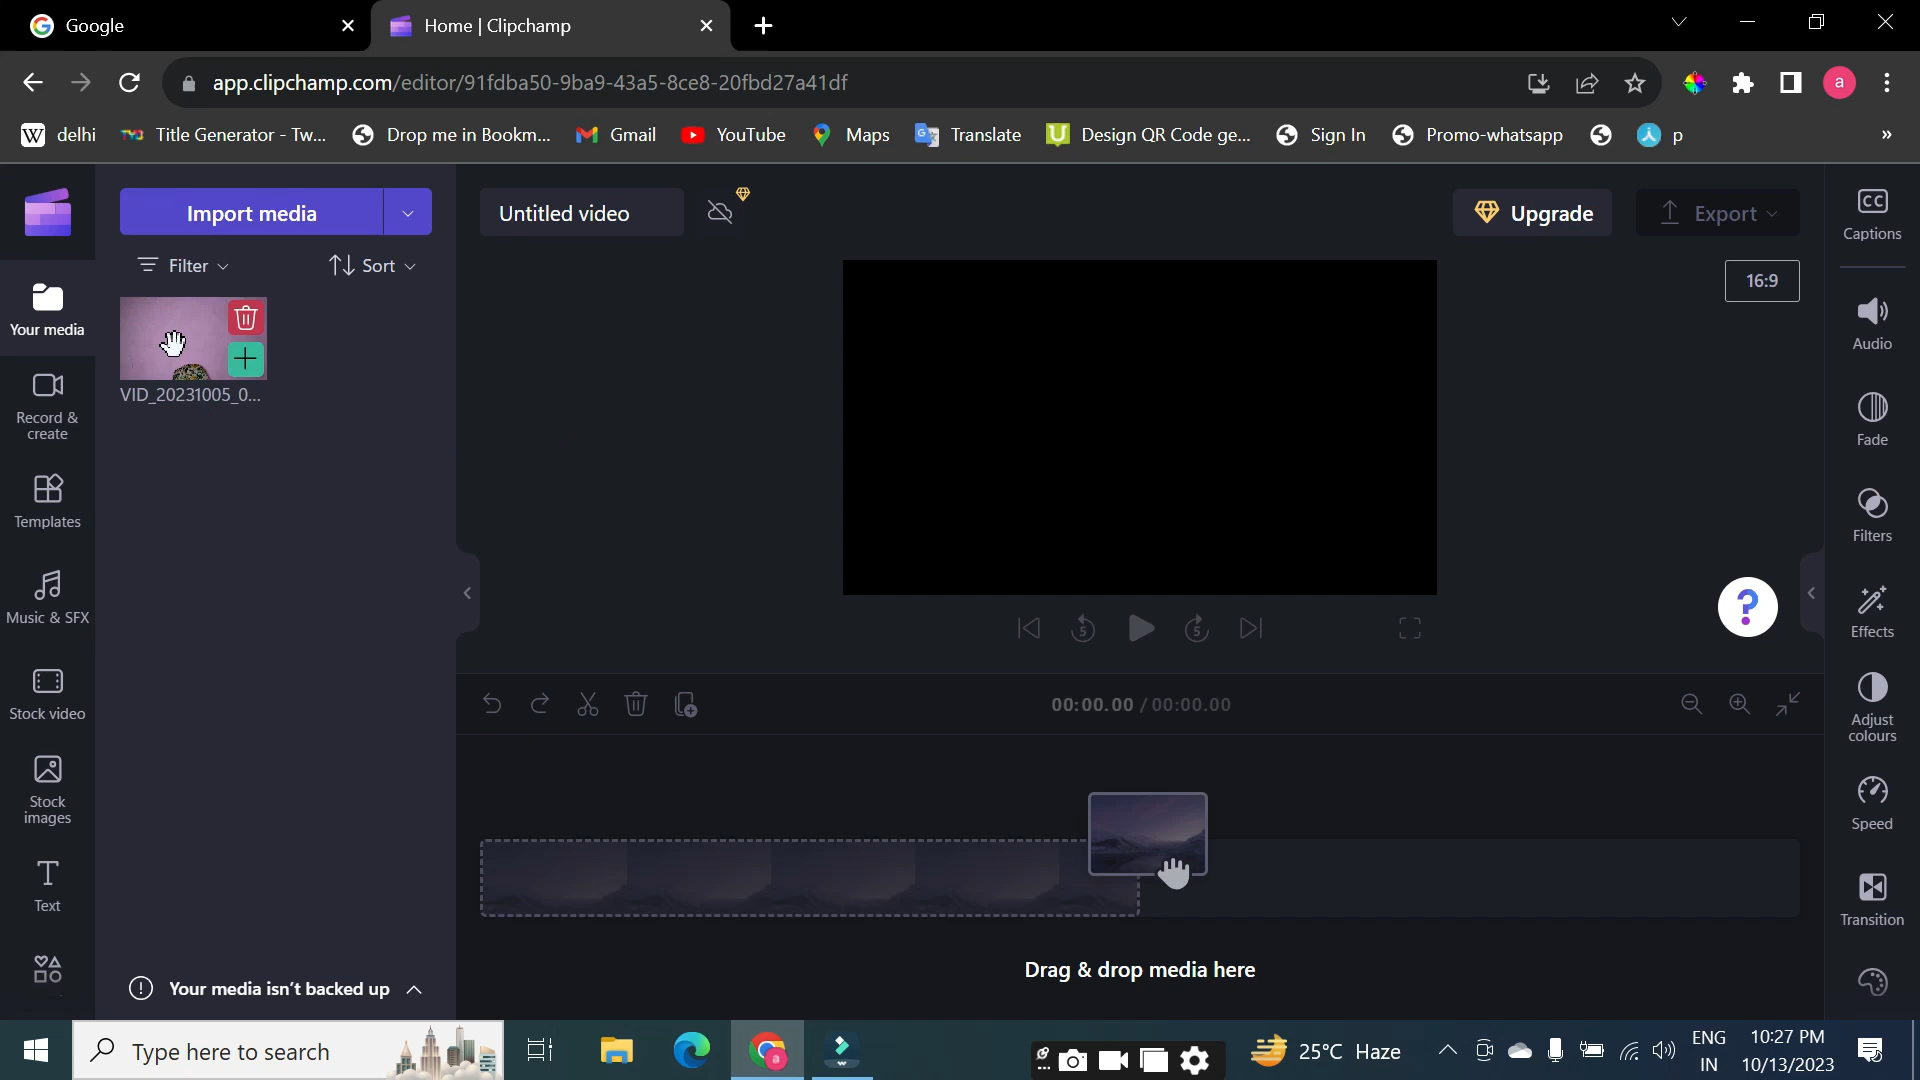 Google
Home | Clipchamp
app.clipchamp.com/editor/91fdba50-9ba9-43a5-8ce8-20fbd27a41df
a
W delhi
Title Generator - Tw...
Drop me in Bookm...
Gmail
YouTube
Maps
Translate
Design QR Code ge...
Sign In
Promo-whatsapp
p
»
Import media
Filter
Sort
VID_20231005_0...
Your media
Record &
create
Templates
Music & SFX
Stock video
Stock
images
Text
Your media isn't backed up
Untitled video
Upgrade
Export
16:9
5
5
?
00:00.00 / 00:00.00
Drag & drop media here
CC
Captions
Audio
Fade
Filters
Effects
Adjust
colours
Speed
Transition
Type here to search
25°C Haze
ENG
IN
10:27 PM
10/13/2023